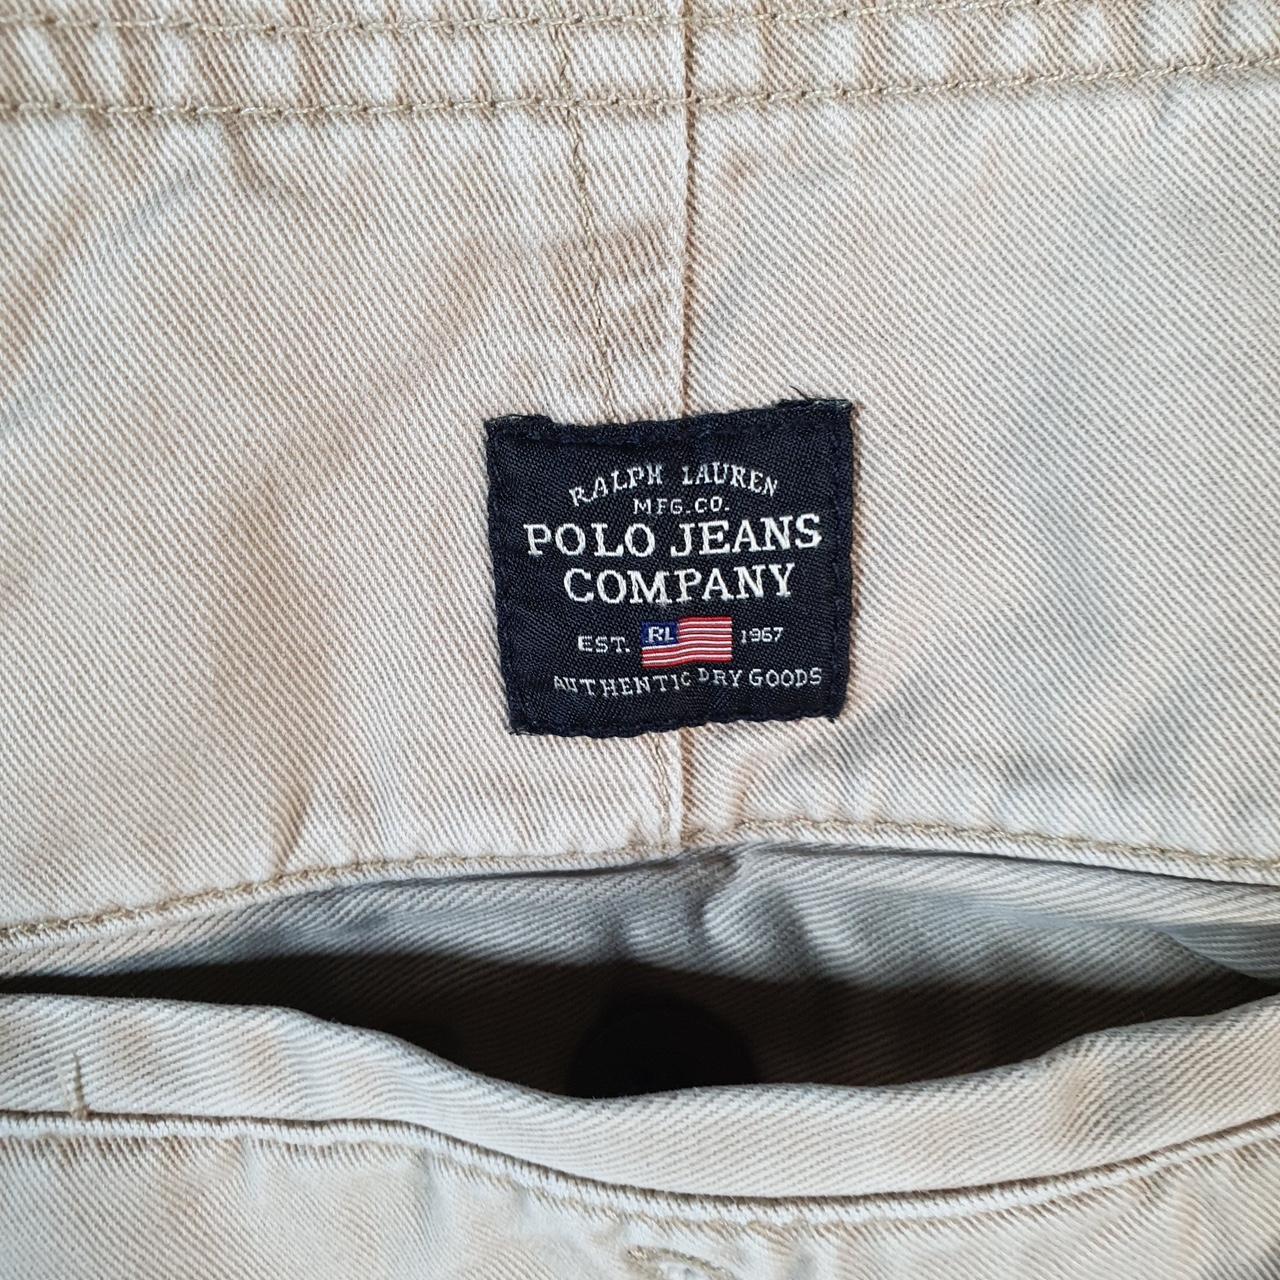 RALPH LAUREN
MFG.CO.
POLO JEANS
COMPANY
EST. RL 1967
AUTHENTIC DRY GOODS